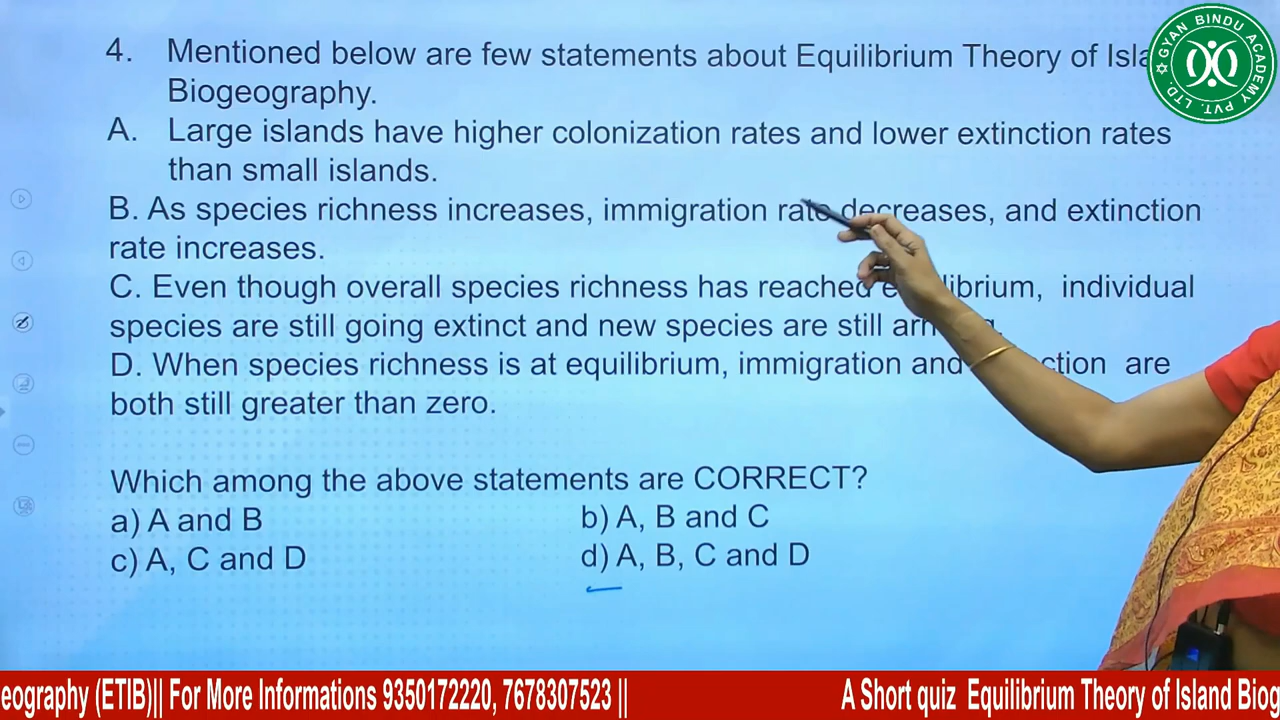 4. Mentioned below are few statements about Equilibrium Theory of
Biogeography.
A. Large islands have higher colonization rates and lower extinction rates
than small islands.
B. As species richness increases, immigration rate decreases, and extinction
rate increases.
C. Even though overall species richness has reached individual
species are still going extinct and new species are still
D. When species richness is at equilibrium, immigration and are
both still greater than zero.
Which among the above statements are CORRECT?
a) A and B
b) A, B and C
c) A, C and D
d) A, B, C and D
GYAN BINDU ACADEMY PVT. LTD.
eography (ETIB)|| For More Informations 9350172220, 7678307523 ||
A Short quiz Equilibrium Theory of Island Biog